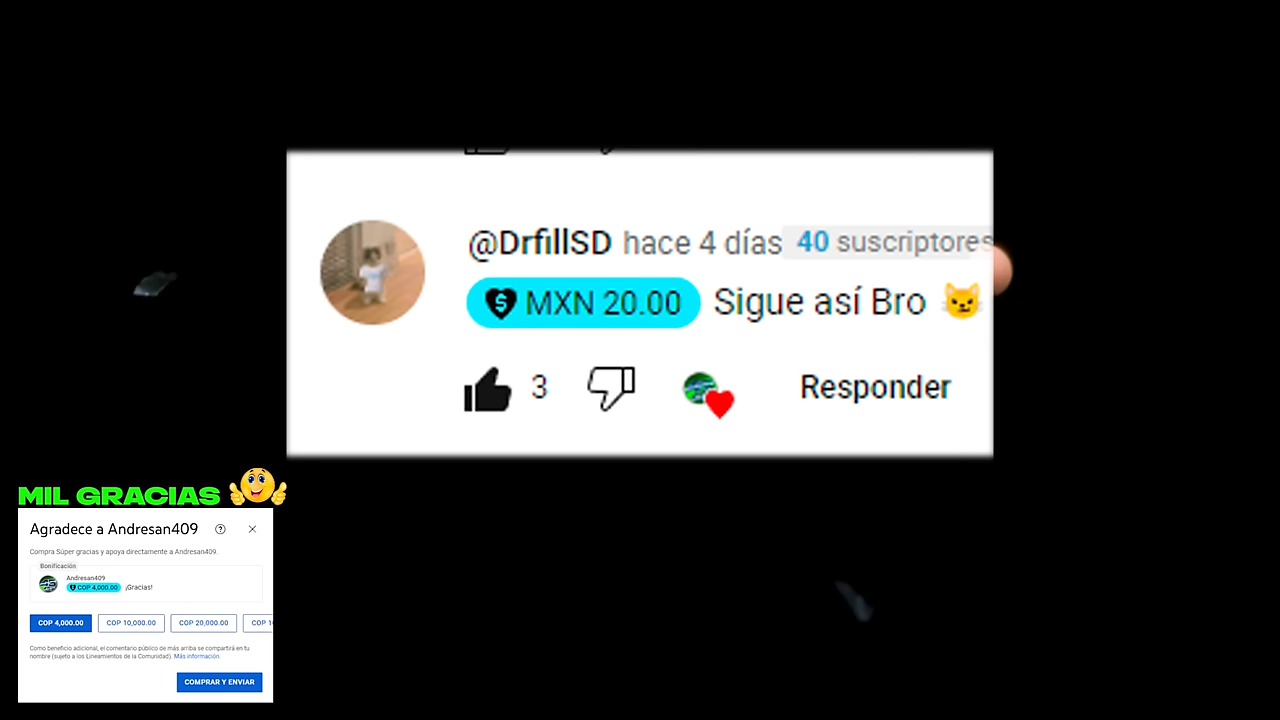 @DrfillSD hace 4 días 40 suscriptores
MXN 20.00 Sigue así Bro 😼
3 Responder
MIL GRACIAS
Agradece a Andresan409
Compra Súper gracias y apoya directamente a Andresan409.
Bonificación
Andresan409
COP 4,000.00 ¡Gracias!
COP 4,000.00 COP 10,000.00 COP 20,000.00 COP 1
Como beneficio adicional, el comentario público de más arriba se compartirá en tu
nombre (sujeto a los Lineamientos de la Comunidad). Más información.
COMPRAR Y ENVIAR